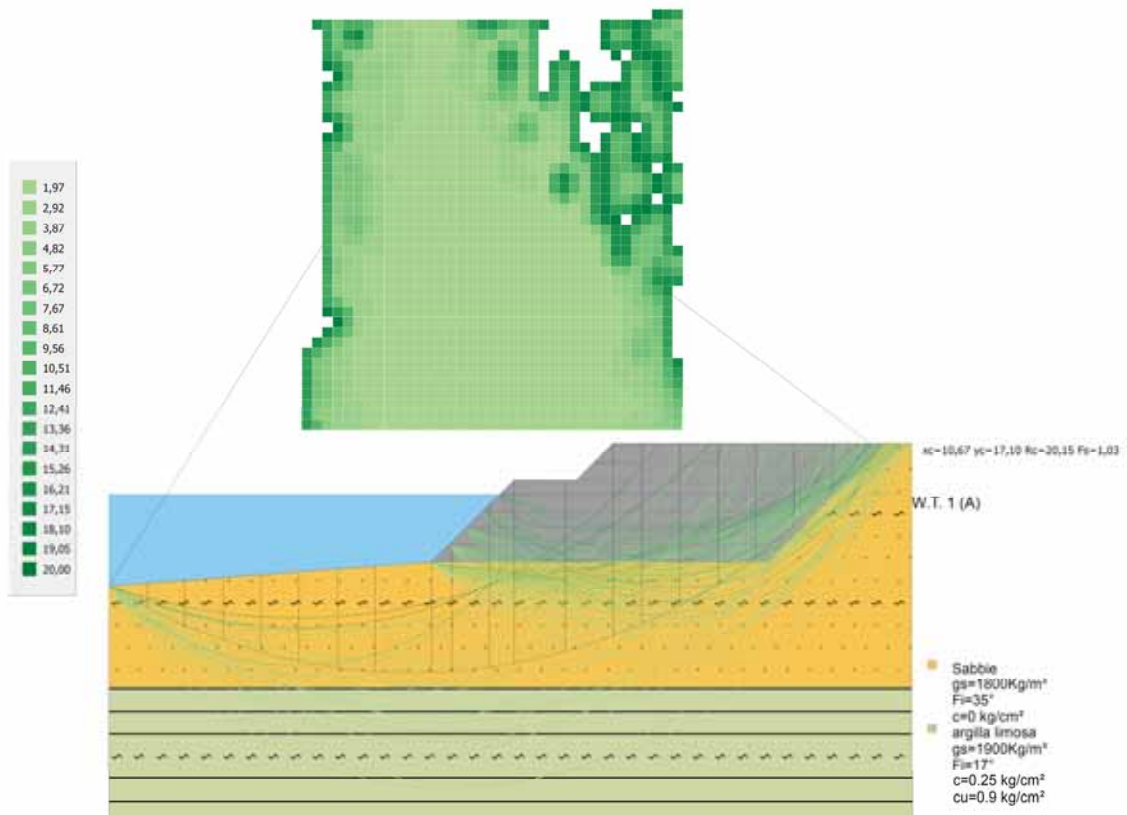 1,97
2,92
3,87
4,82
5,77
6,72
7,67
8,61
9,56
10,51
11,46
12,41
13,36
14,31
15,26
16,21
17,15
18,10
19,05
20,00
xc=10,67 yc=17,10 Rc=20,15 Fs=1,03
W.T. 1 (A)
Sabbie
gs=1800Kg/m³
Fi=35°
c=0 kg/cm²
argilla limosa
gs=1900Kg/m³
Fi=17°
c=0.25 kg/cm²
cu=0.9 kg/cm²